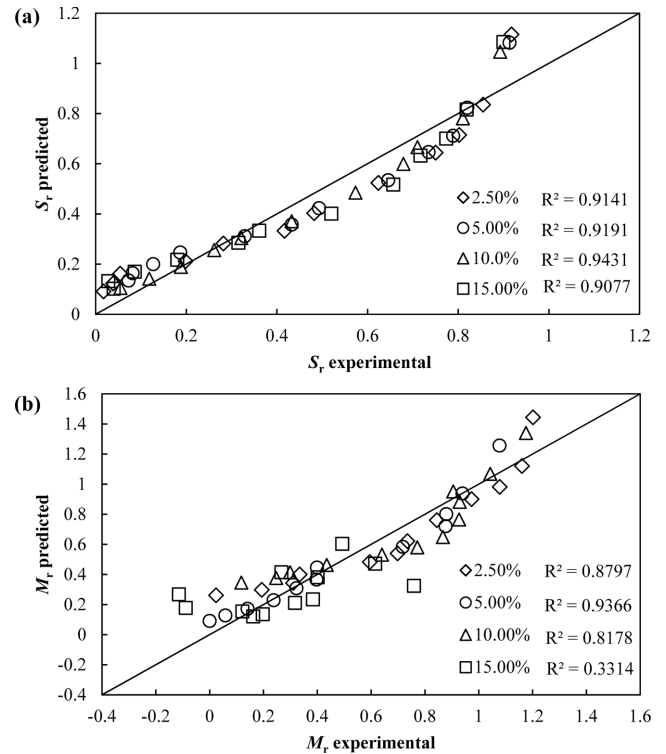 (a)
1.2
1
0.8
0.6
0.4
0.2
0
Sr predicted
2.50% R² = 0.9141
5.00% R² = 0.9191
10.0% R² = 0.9431
15.00% R² = 0.9077
0 0.2 0.4 0.6 0.8 1 1.2
Sr experimental
(b)
1.6
1.4
1.2
1
0.8
0.6
0.4
0.2
0
-0.2
-0.4
Mr predicted
2.50% R² = 0.8797
5.00% R² = 0.9366
10.00% R² = 0.8178
15.00% R² = 0.3314
-0.4 -0.2 0 0.2 0.4 0.6 0.8 1 1.2 1.4 1.6
Mr experimental